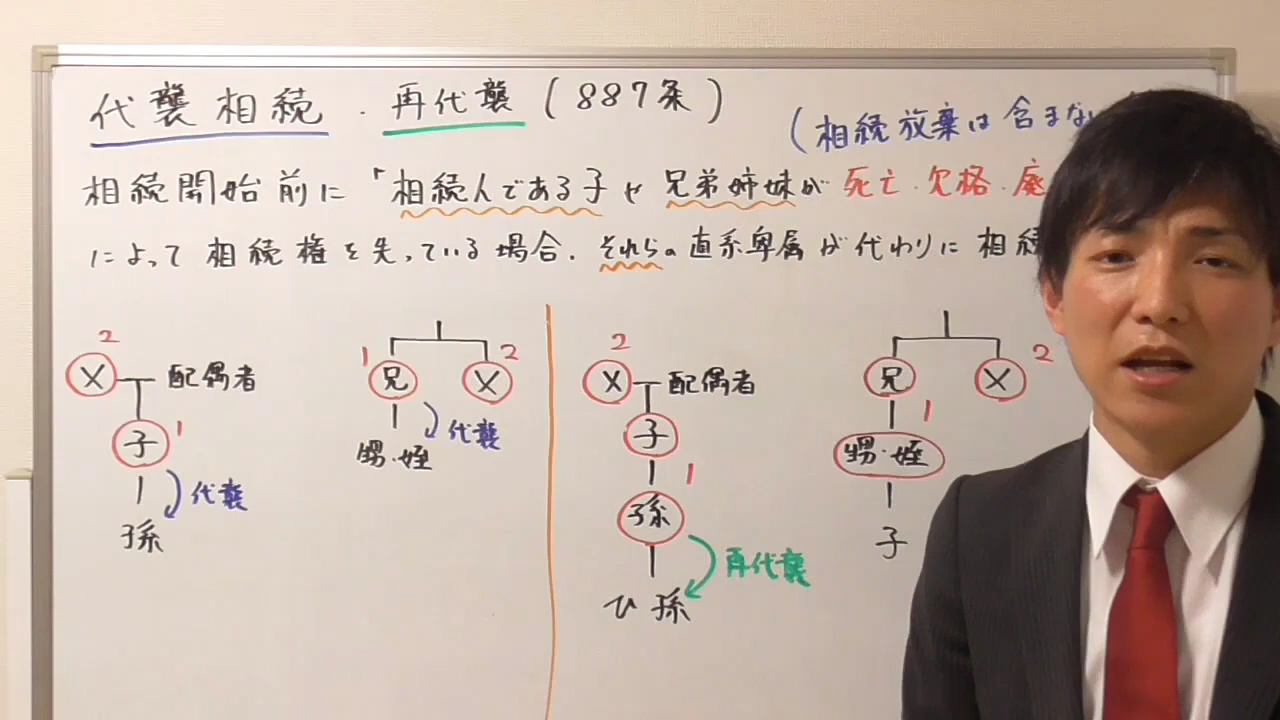 代襲相続・再代襲(887条)
(相続放棄は含まない
相続開始前に「相続人である子や兄弟姉妹が死亡・欠格・廃
によって相続権を失っている場合、それらの直系卑属が代わりに相続
2
X 配偶者
子 1
代襲
孫
1 兄 X 2
代襲
甥・姪
2
X 配偶者
子
1
孫
再代襲
ひ孫
兄 X 2
1
甥・姪
子